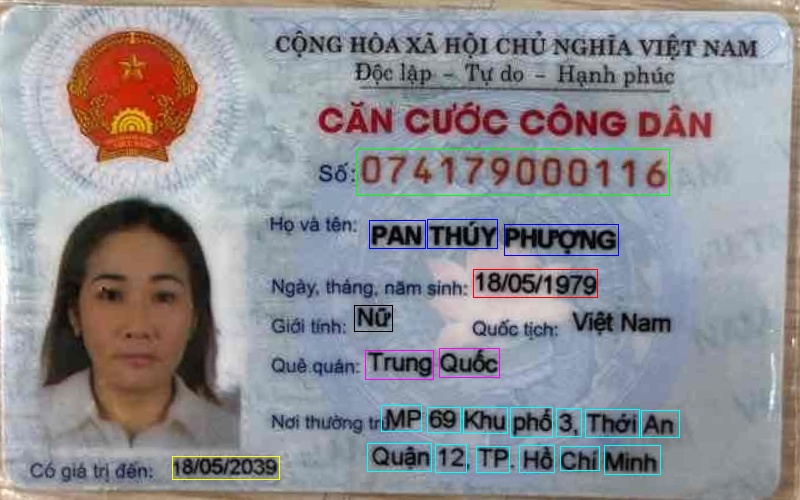 CỘNG HÒA XÃ HỘI CHỦ NGHĨA VIỆT NAM
Độc lập - Tự do - Hạnh phúc
CĂN CƯỚC CÔNG DÂN
Số: 074179000116
Họ và tên: PAN THÚY PHƯỢNG
Ngày, tháng, năm sinh: 18/05/1979
Giới tính: Nữ Quốc tịch: Việt Nam
Quê quán: Trung Quốc
Nơi thường trú MP 69 Khu phố 3, Thới An
Quận 12, TP. Hồ Chí Minh
Có giá trị đến: 18/05/2039